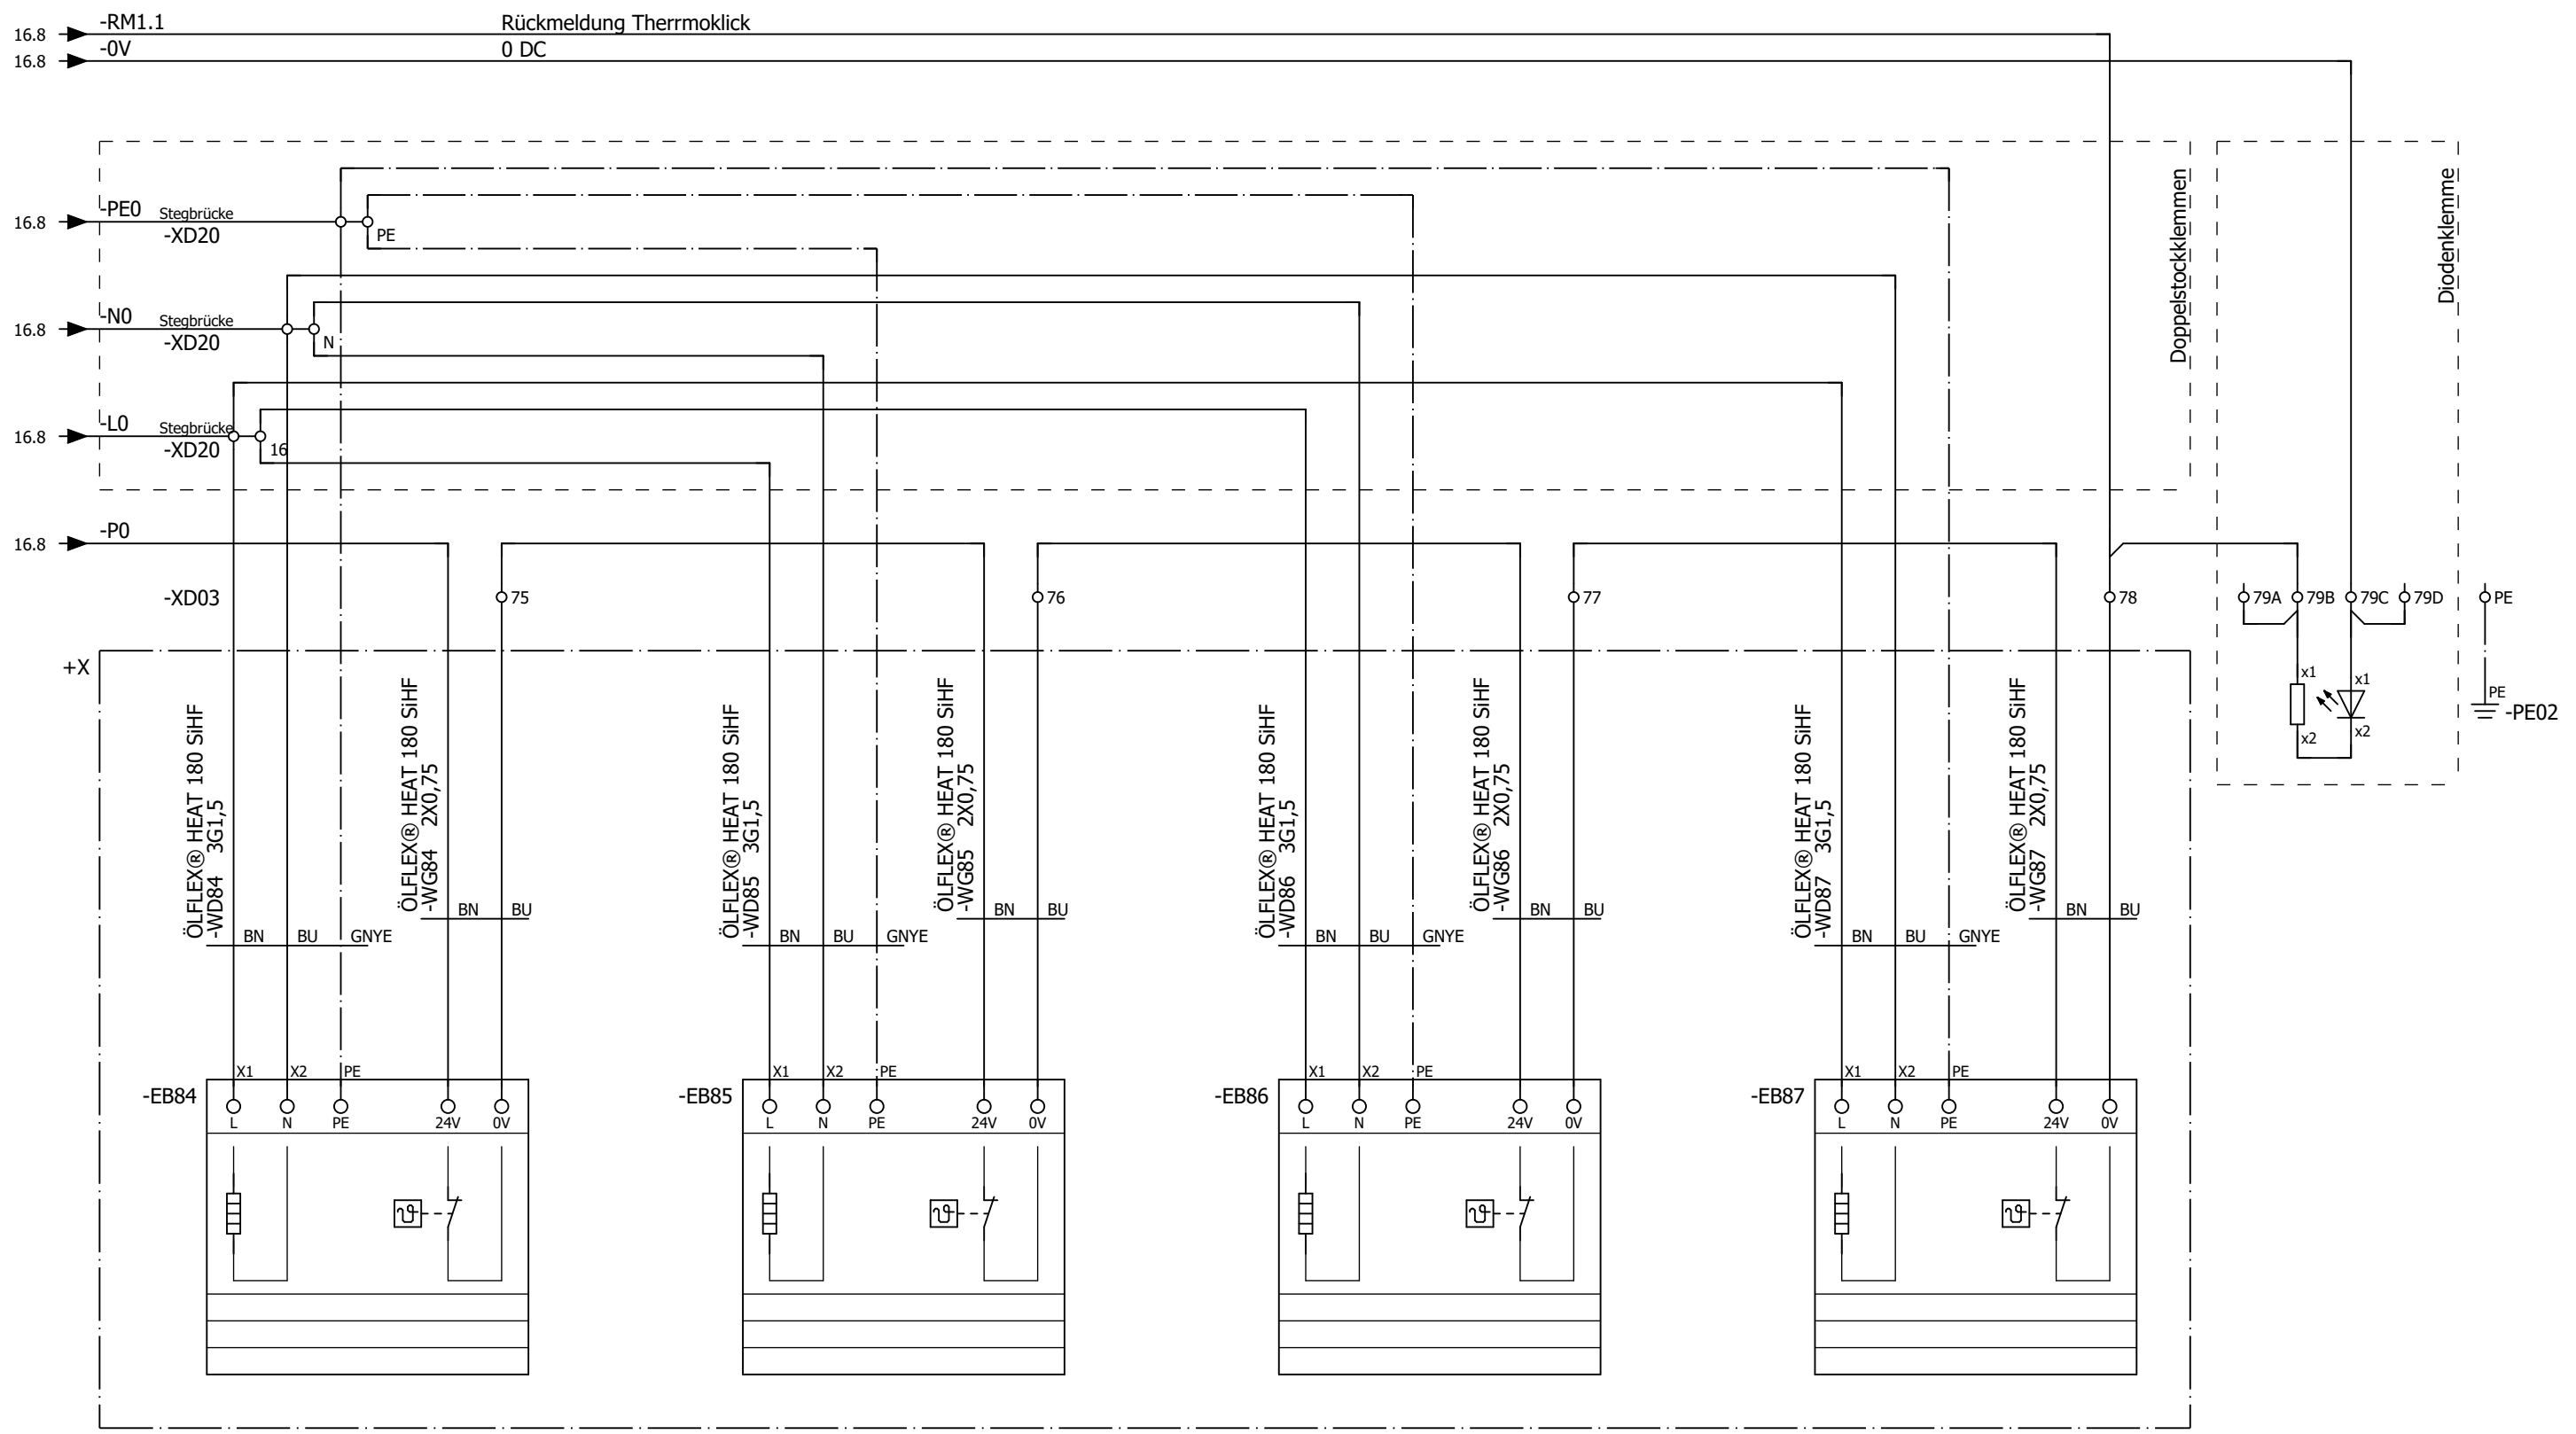 16.8 -RM1.1 Rückmeldung Therrmoklick
16.8 -0V 0 DC
16.8 -PE0 Stegbrücke
-XD20 PE
16.8 -N0 Stegbrücke
-XD20 N
16.8 -L0 Stegbrücke
-XD20 16
Doppelstockklemmen
Diodenklemme
16.8 -P0
-XD03 75 76 77 78 79A 79B 79C 79D PE
+X
x1 x1 PE
-PE02
x2 x2
ÖLFLEX® HEAT 180 SiHF
-WD84 3G1,5
ÖLFLEX® HEAT 180 SiHF
-WG84 2X0,75
ÖLFLEX® HEAT 180 SiHF
-WD85 3G1,5
ÖLFLEX® HEAT 180 SiHF
-WG85 2X0,75
ÖLFLEX® HEAT 180 SiHF
-WD86 3G1,5
ÖLFLEX® HEAT 180 SiHF
-WG86 2X0,75
ÖLFLEX® HEAT 180 SiHF
-WD87 3G1,5
ÖLFLEX® HEAT 180 SiHF
-WG87 2X0,75
BN BU BN BU BN BU BN BU
BN BU GNYE BN BU GNYE BN BU GNYE BN BU GNYE
X1 X2 PE X1 X2 PE X1 X2 PE X1 X2 PE
-EB84 -EB85 -EB86 -EB87
L N PE 24V 0V L N PE 24V 0V L N PE 24V 0V L N PE 24V 0V
ϑ ϑ ϑ ϑ